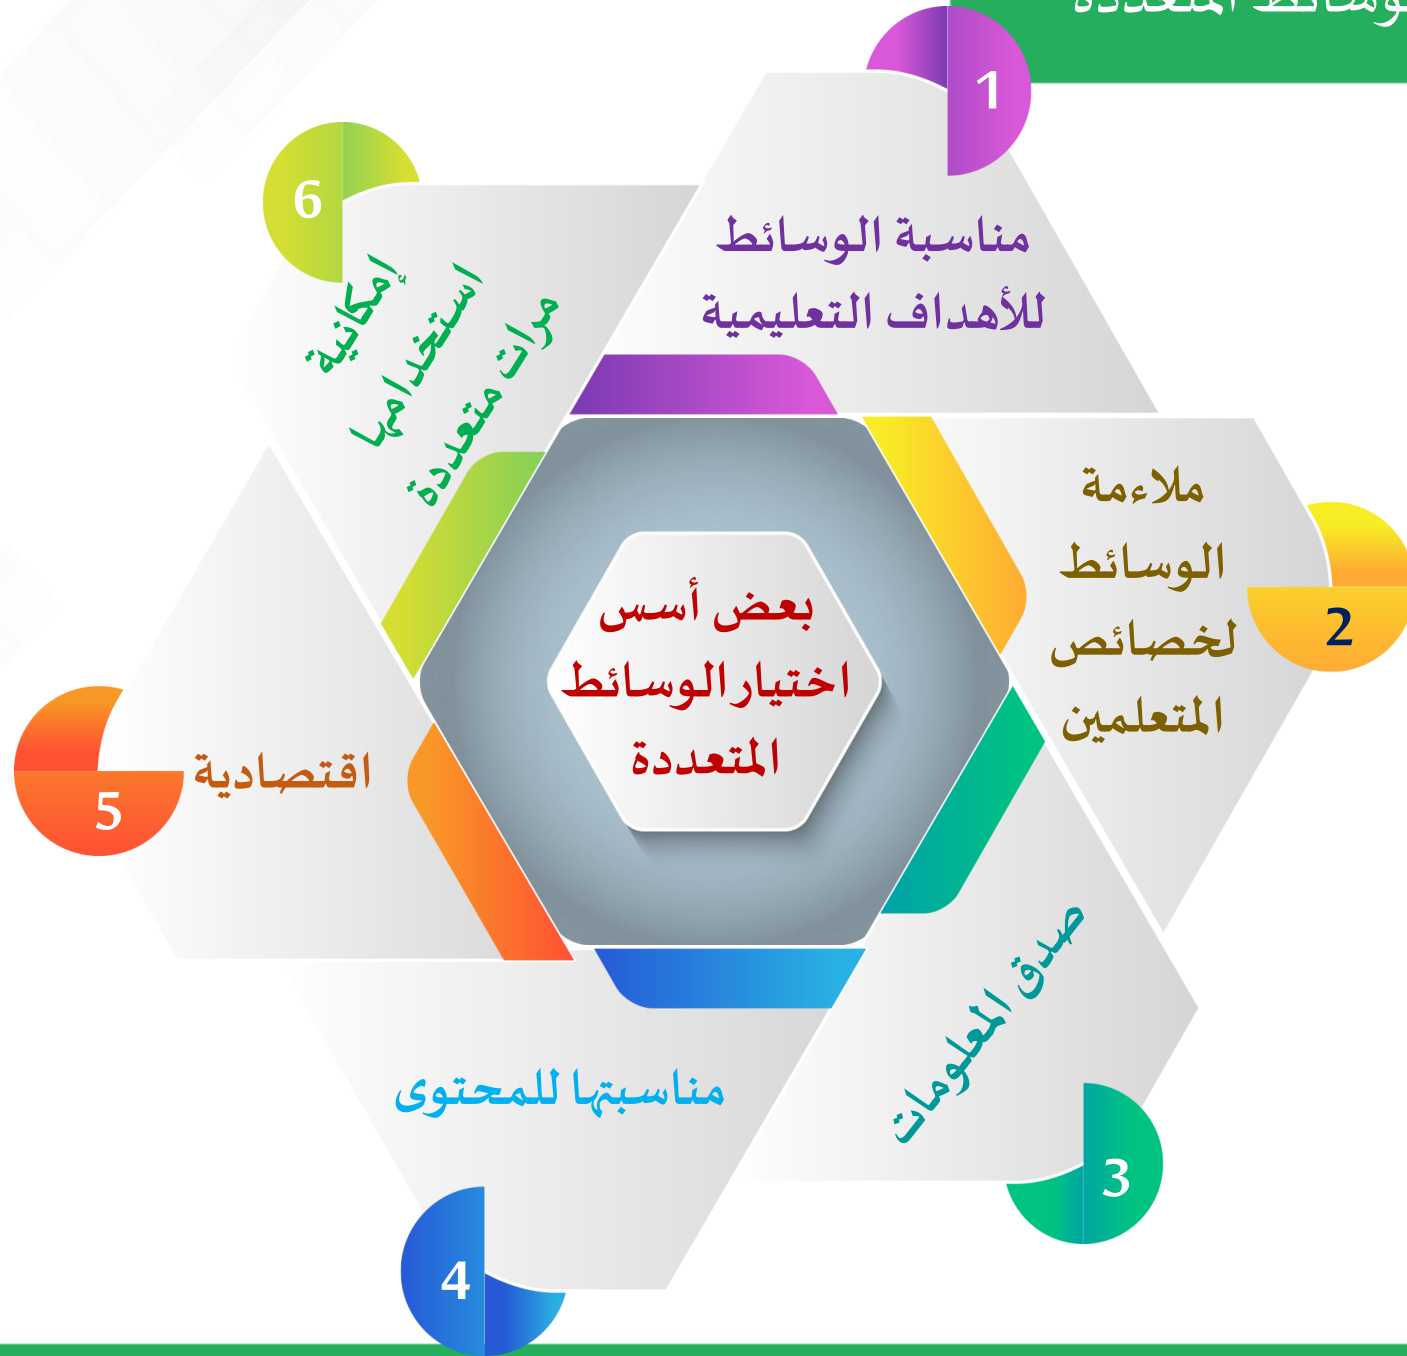 المتعددة
1
مناسبة الوسائط
للأهداف التعليمية
2
ملاءمة
الوسائط
لخصائص
المتعلمين
3
صدق المعلومات
4
مناسبتها للمحتوى
5
اقتصادية
6
إمكانية
استخدامها
مرات متعددة
بعض أسس
اختيار الوسائط
المتعددة